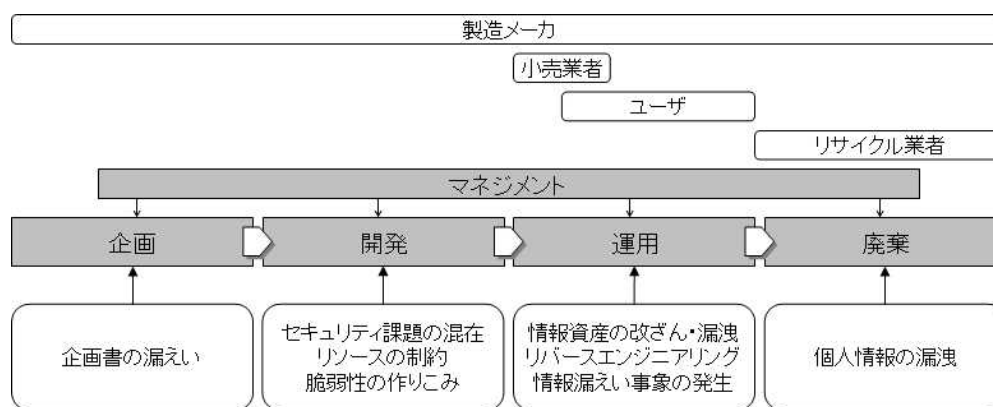 製造メーカ
小売業者
ユーザ
リサイクル業者
マネジメント
企画
開発
運用
廃棄
企画書の漏えい
セキュリティ課題の混在
リソースの制約
脆弱性の作りこみ
情報資産の改ざん・漏洩
リバースエンジニアリング
情報漏えい事象の発生
個人情報の漏洩